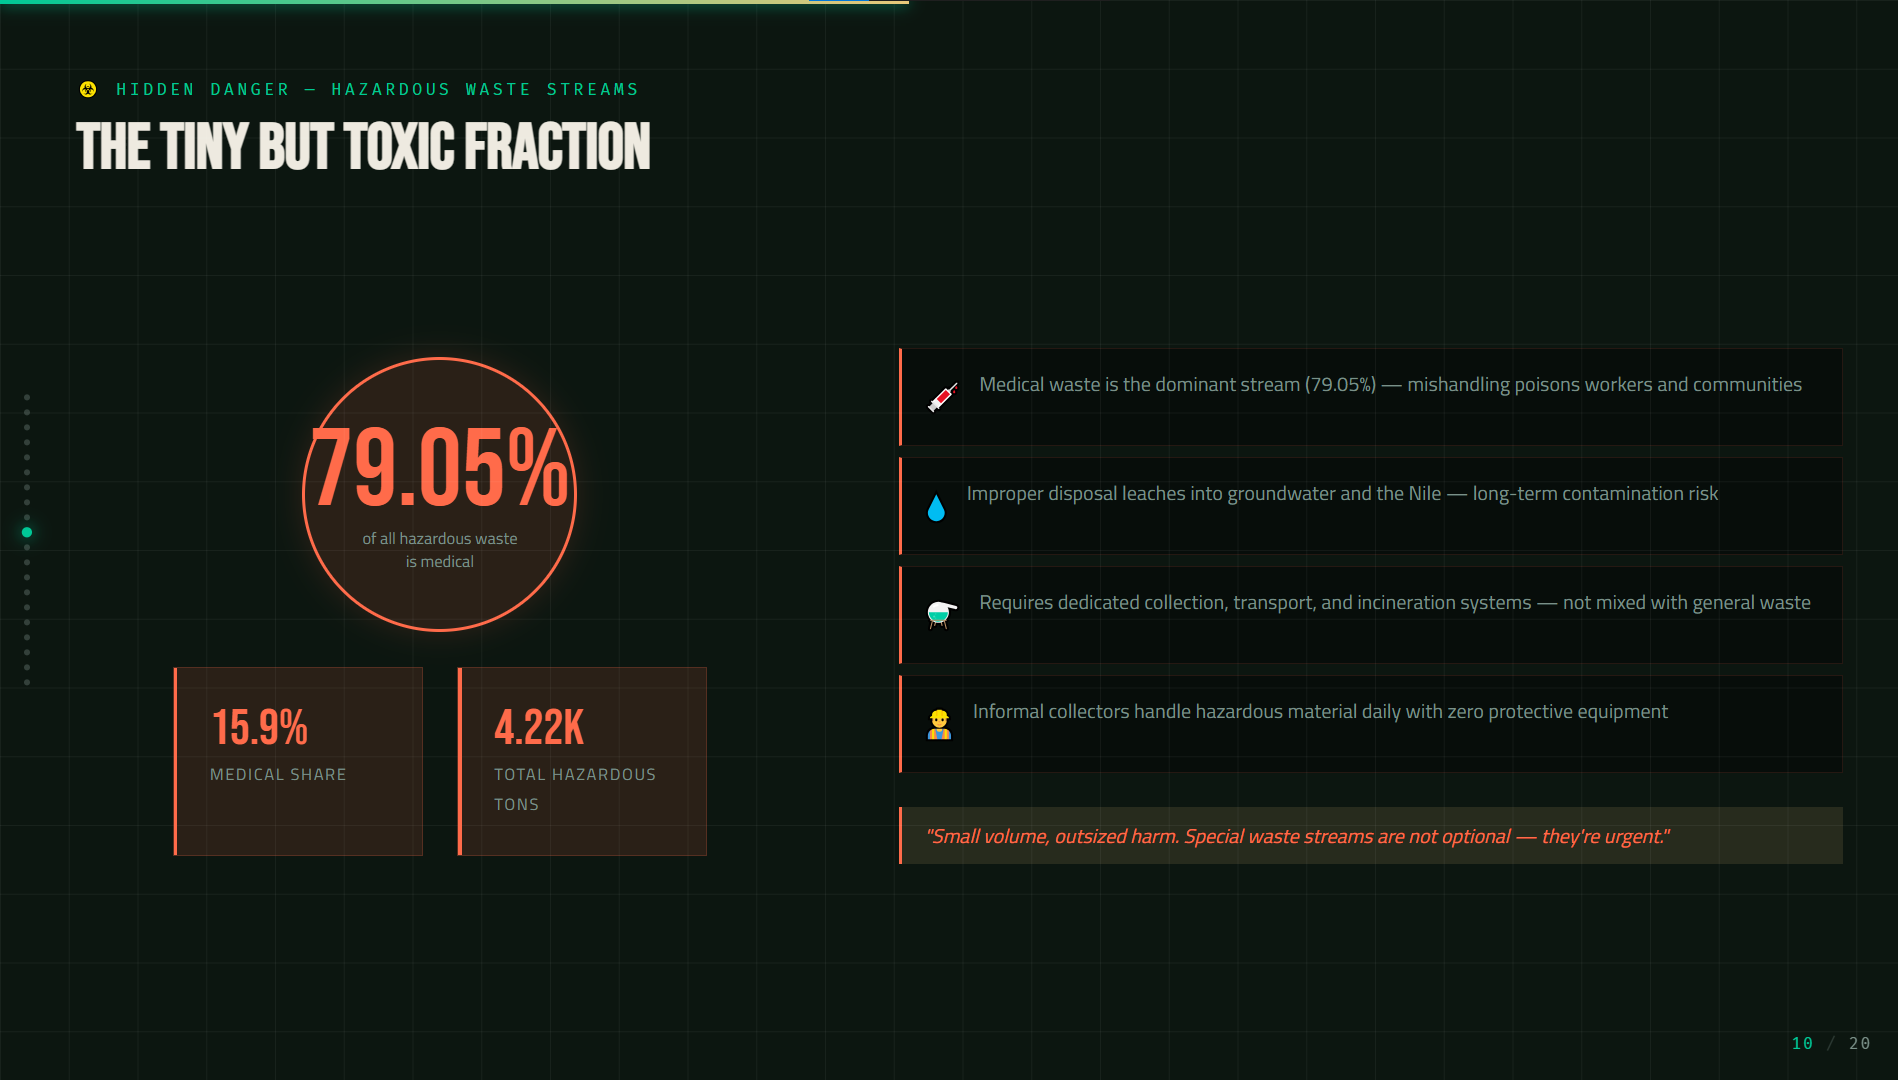 HIDDEN DANGER — HAZARDOUS WASTE STREAMS
THE TINY BUT TOXIC FRACTION
79.05%
of all hazardous waste
is medical
15.9%
MEDICAL SHARE
4.22K
TOTAL HAZARDOUS
TONS
Medical waste is the dominant stream (79.05%) — mishandling poisons workers and communities
Improper disposal leaches into groundwater and the Nile — long-term contamination risk
Requires dedicated collection, transport, and incineration systems — not mixed with general waste
Informal collectors handle hazardous material daily with zero protective equipment
"Small volume, outsized harm. Special waste streams are not optional — they're urgent."
10 / 20